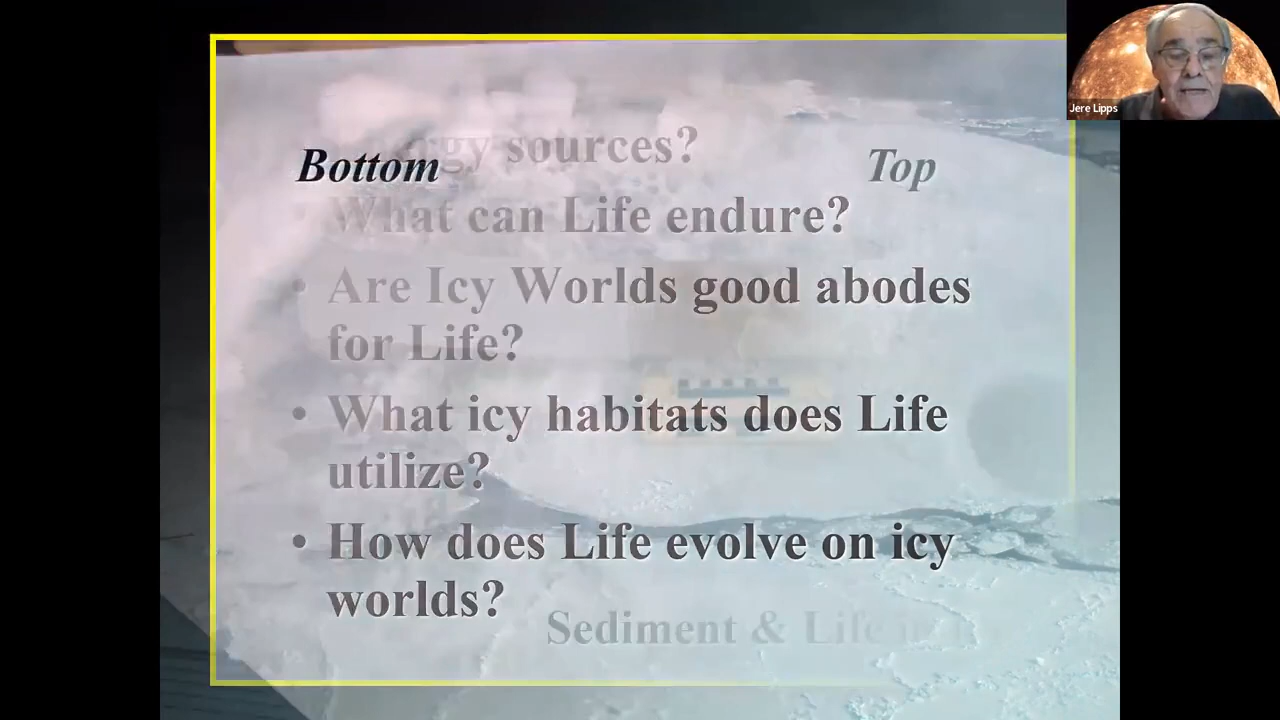 Jere Lipps
sources?
Bottom
Top
What can Life endure?
• Are Icy Worlds good abodes
for Life?
• What icy habitats does Life
utilize?
• How does Life evolve on icy
worlds?
Sediment & Life